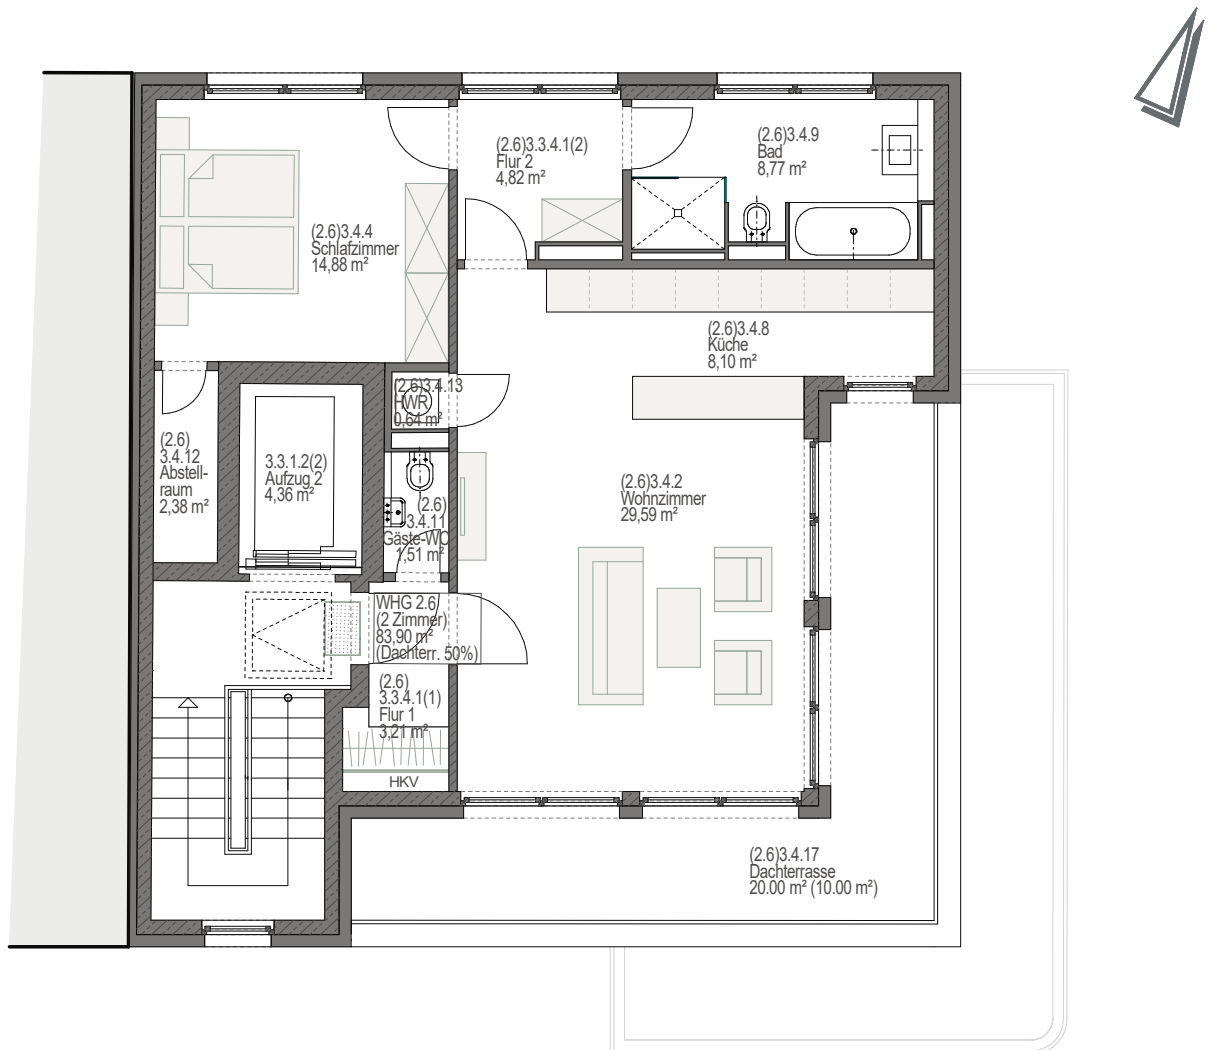 (2.6)3.3.4.1(2)
Flur 2
4,82 m²
(2.6)3.4.9
Bad
8,77 m²
(2.6)3.4.4
Schlafzimmer
14,88 m²
(2.6)3.4.8
Küche
8,10 m²
(2.6)3.4.13
HWR
0,64 m²
(2.6)
3.4.12
Abstell-
raum
2,38 m²
3.3.1.2(2)
Aufzug 2
4,36 m²
(2.6)
3.4.11
Gäste-WC
1,51 m²
(2.6)3.4.2
Wohnzimmer
29,59 m²
WHG 2.6
(2 Zimmer)
83,90 m²
(Dachterr. 50%)
(2.6)
3.3.4.1(1)
Flur 1
3,21 m²
HKV
(2.6)3.4.17
Dachterrasse
20.00 m² (10.00 m²)